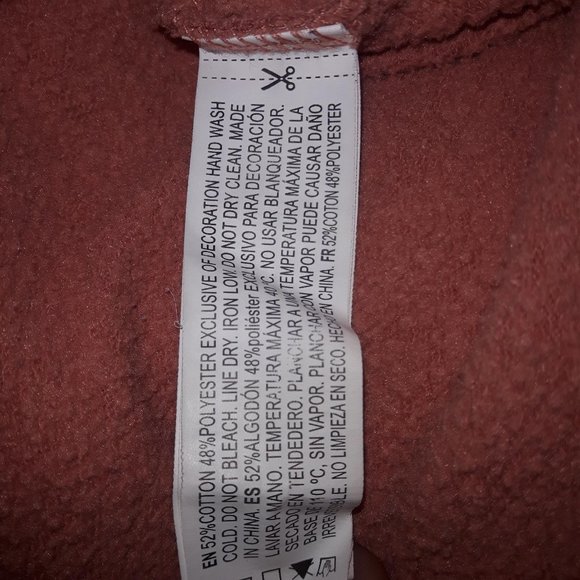 EN 52%COTTON 48%POLYESTER EXCLUSIVE OF DECORATION HAND WASH
COLD. DO NOT BLEACH. LINE DRY. IRON LOW. DO NOT DRY CLEAN. MADE
IN CHINA. ES 52%ALGODÓN 48%poliéster EXCLUSIVO PARA DECORACIÓN
LAVAR A MANO. TEMPERATURA MÁXIMA 40 °C. NO USAR BLANQUEADOR.
SECADO EN TENDEDERO. PLANCHAR A UNA TEMPERATURA MÁXIMA DE LA
BASE DE 110 °C, SIN VAPOR. PLANCHAR CON VAPOR PUEDE CAUSAR DAÑO
IRREVERSIBLE. NO LIMPIEZA EN SECO. HECHO EN CHINA. FR 52%COTON 48%POLYESTER